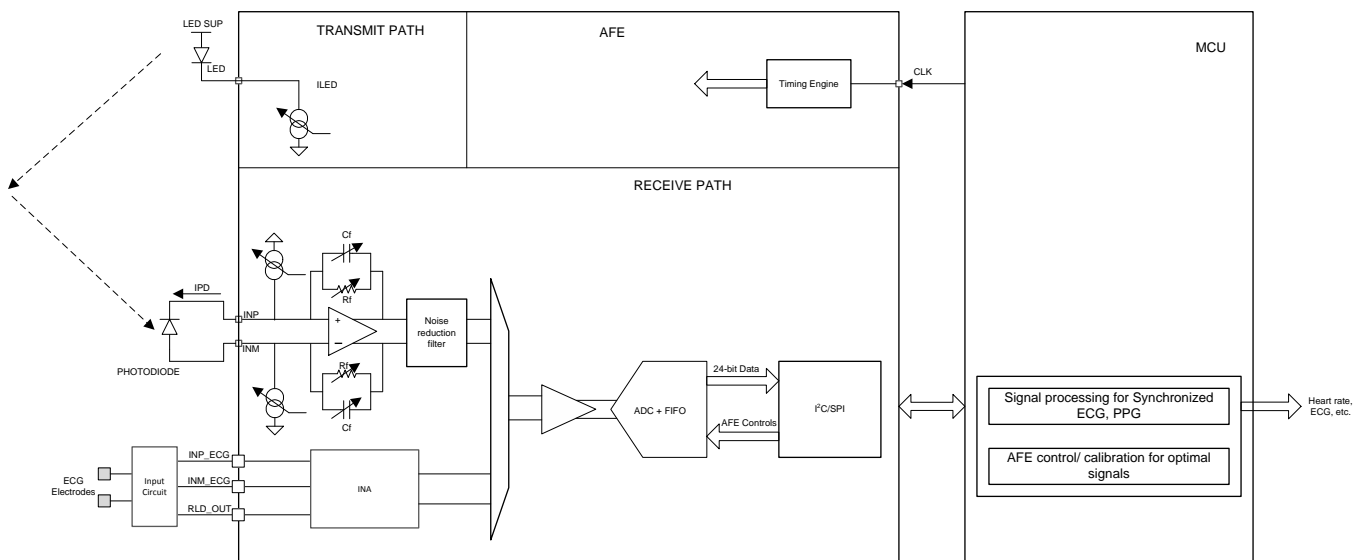 LED SUP
TRANSMIT PATH
AFE
MCU
LED
ILED
Timing Engine
CLK
RECEIVE PATH
Cf
Rf
IPD
INP
+
Noise
reduction
filter
–
INM
PHOTODIODE
Rf
Cf
24-bit Data
ADC + FIFO
I²C/SPI
AFE Controls
Signal processing for Synchronized
ECG, PPG
Heart rate,
ECG, etc.
AFE control/ calibration for optimal
signals
INP_ECG
ECG
Electrodes
Input
Circuit
INM_ECG
INA
RLD_OUT